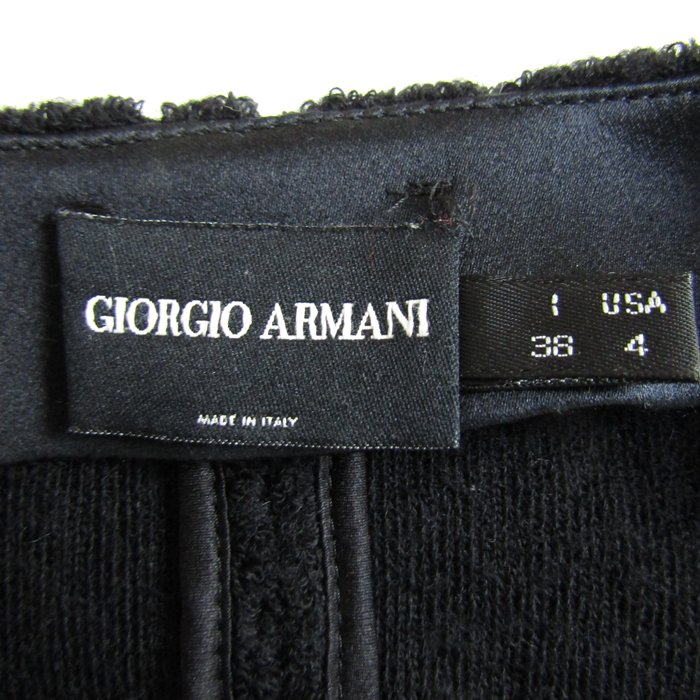 GIORGIO ARMANI
MADE IN ITALY
I USA
38 4